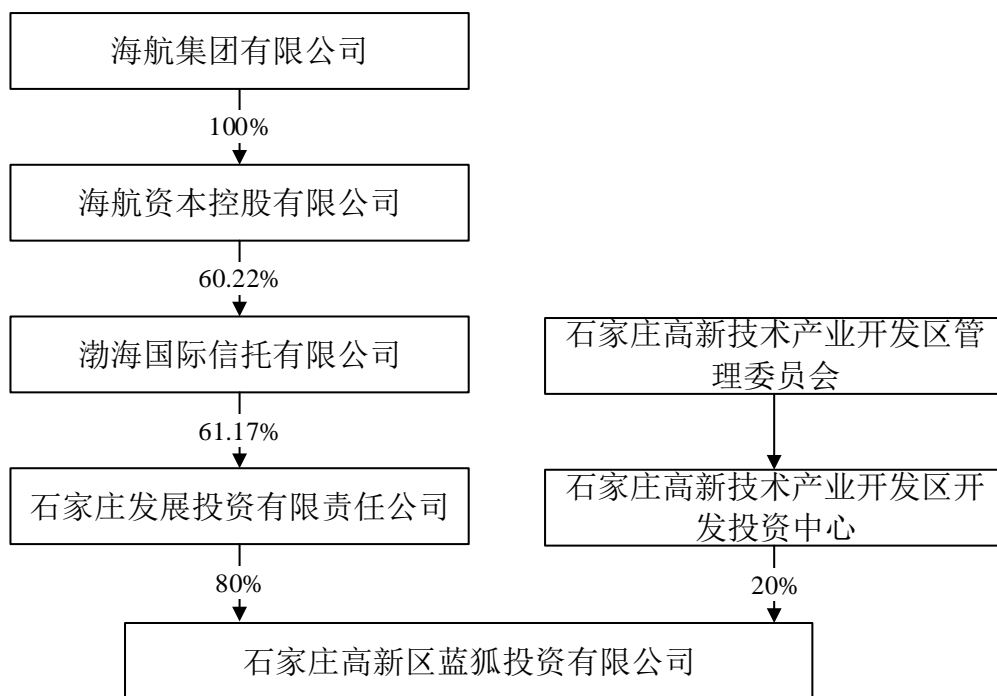 海航集团有限公司
100%
海航资本控股有限公司
60.22%
渤海国际信托有限公司
石家庄高新技术产业开发区管
理委员会
61.17%
石家庄发展投资有限责任公司
石家庄高新技术产业开发区开
发投资中心
80%
20%
石家庄高新区蓝狐投资有限公司